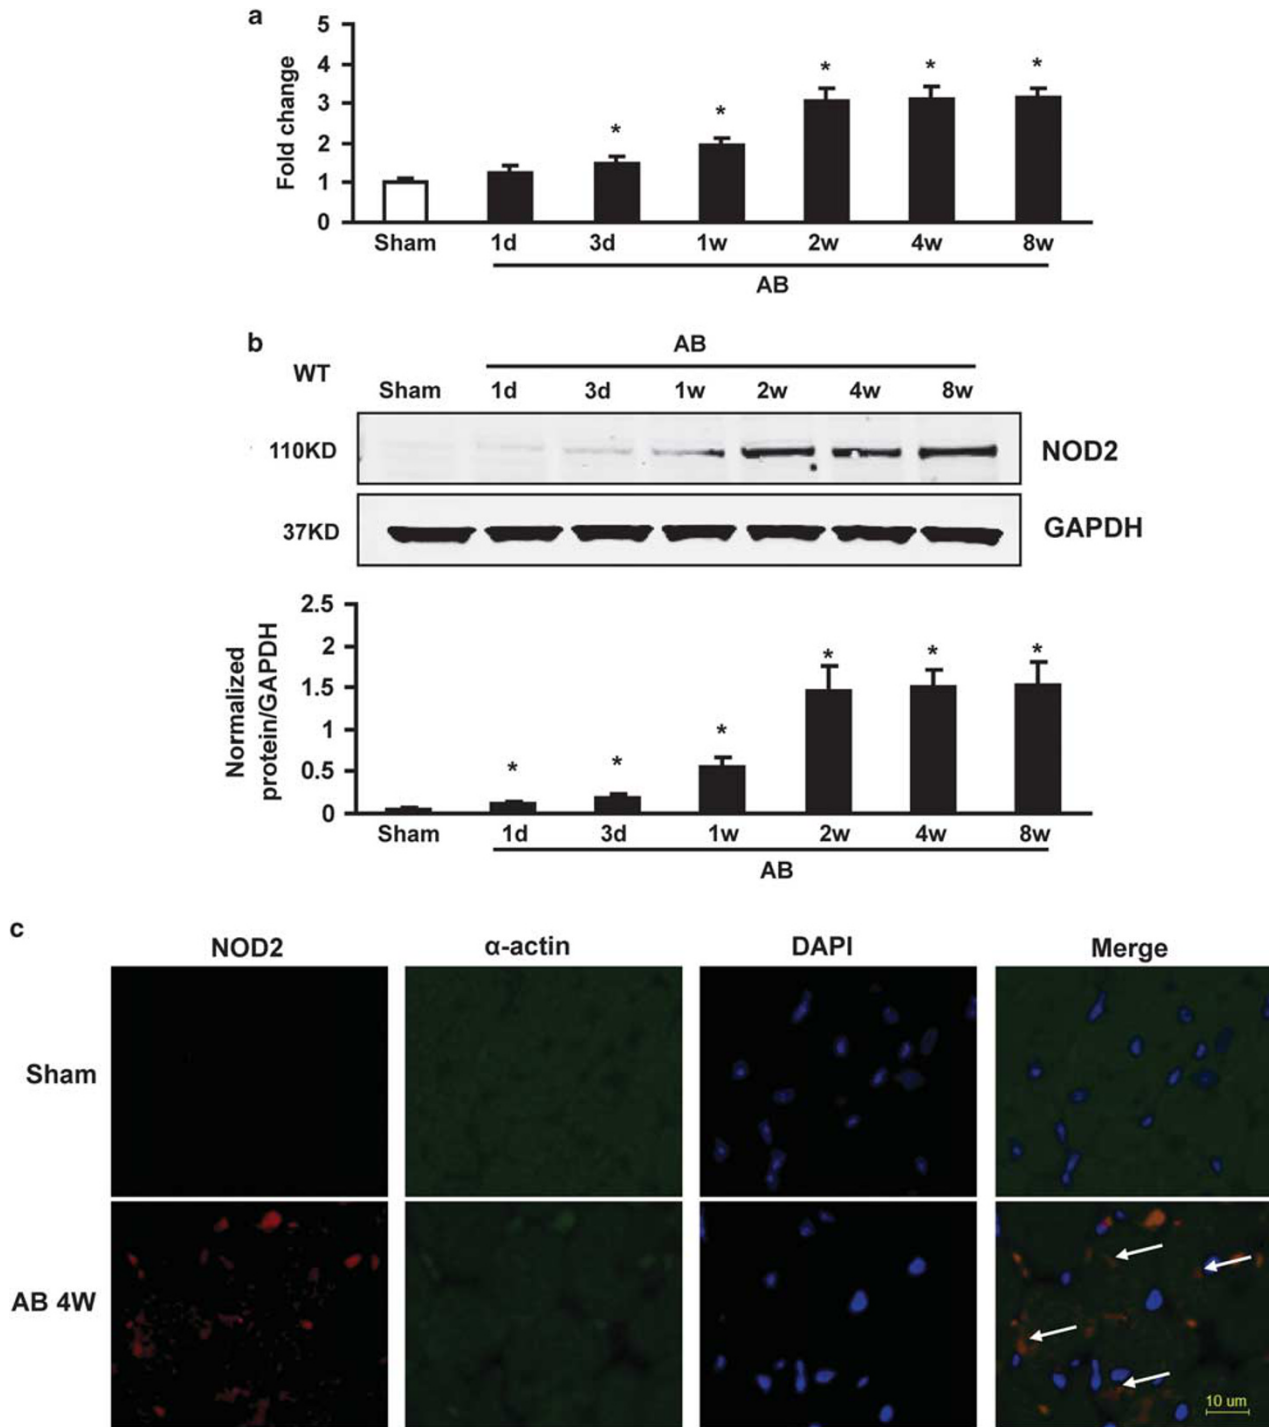 a
5
4
3
2
1
0
Fold change
* * * * *
Sham 1d 3d 1w 2w 4w 8w
AB
b
AB
WT
Sham 1d 3d 1w 2w 4w 8w
110KD NOD2
37KD GAPDH
2.5
2
1.5
1
0.5
0
Normalized
protein/GAPDH
* * * * * *
Sham 1d 3d 1w 2w 4w 8w
AB
c
NOD2 α-actin DAPI Merge
Sham
AB 4W
10 um